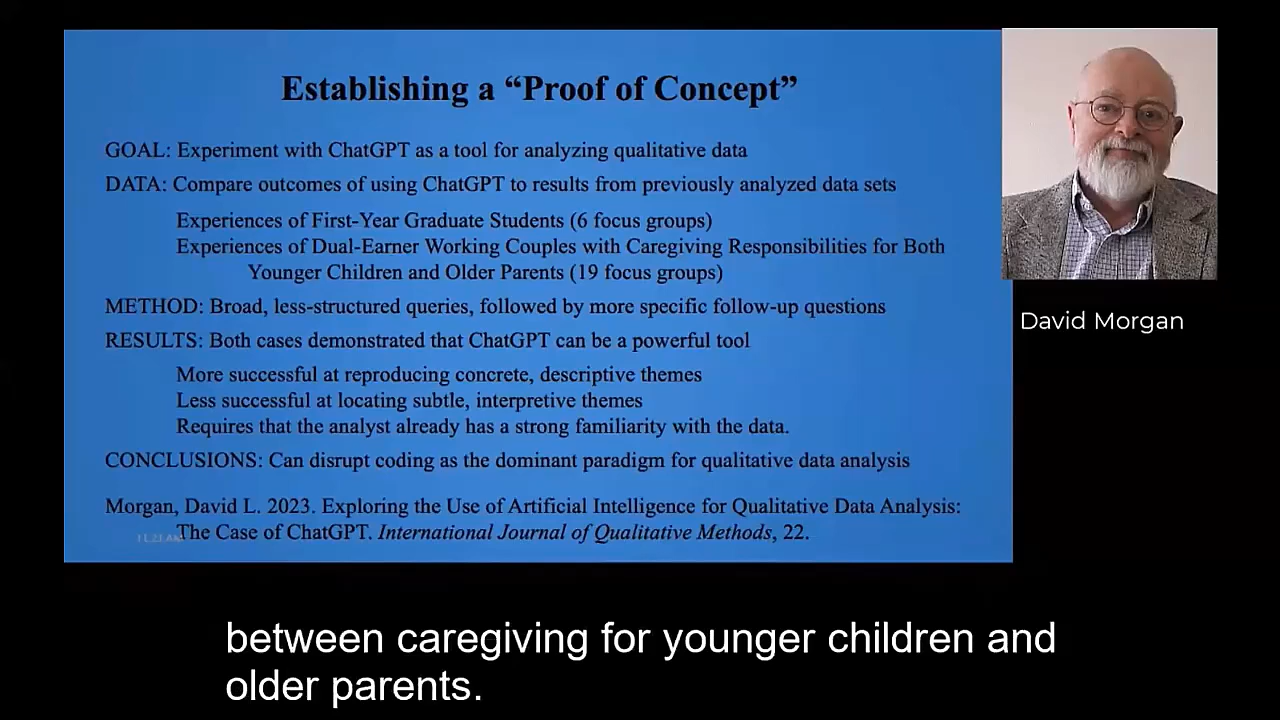 Establishing a “Proof of Concept”
GOAL: Experiment with ChatGPT as a tool for analyzing qualitative data
DATA: Compare outcomes of using ChatGPT to results from previously analyzed data sets
Experiences of First-Year Graduate Students (6 focus groups)
Experiences of Dual-Earner Working Couples with Caregiving Responsibilities for Both
Younger Children and Older Parents (19 focus groups)
METHOD: Broad, less-structured queries, followed by more specific follow-up questions
RESULTS: Both cases demonstrated that ChatGPT can be a powerful tool
More successful at reproducing concrete, descriptive themes
Less successful at locating subtle, interpretive themes
Requires that the analyst already has a strong familiarity with the data.
CONCLUSIONS: Can disrupt coding as the dominant paradigm for qualitative data analysis
Morgan, David L. 2023. Exploring the Use of Artificial Intelligence for Qualitative Data Analysis:
The Case of ChatGPT. International Journal of Qualitative Methods, 22.
David Morgan
between caregiving for younger children and
older parents.